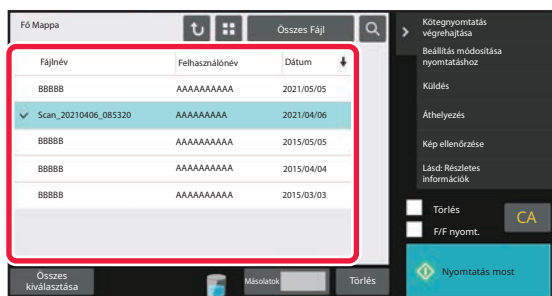 Fő Mappa
Összes Fájl
Fájlnév Felhasználónév Dátum
BBBBB AAAAAAAAAA 2021/05/05
Scan_20210406_085320 AAAAAAAAA 2021/04/06
BBBBB AAAAAAAAAA 2015/05/05
BBBBB AAAAAAAAAA 2015/04/04
BBBBB AAAAAAAAAA 2015/03/03
Összes
kiválasztása
Másolatok
Törlés
Kötegnyomtatás
végrehajtása
Beállítás módosítása
nyomtatáshoz
Küldés
Áthelyezés
Kép ellenőrzése
Lásd: Részletes
információk
Törlés
F/F nyomt.
CA
Nyomtatás most